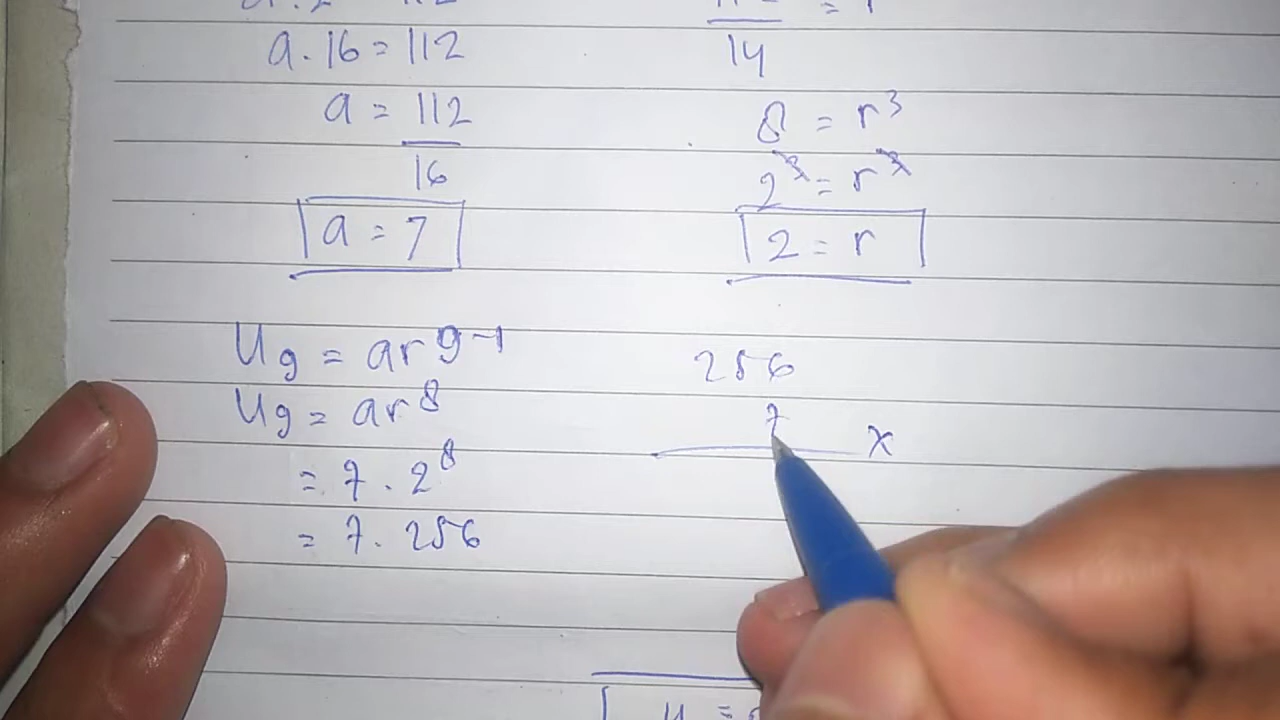 a. 16 = 112
a = 112
16
a = 7
14
8 = r³
2³ = r³
2 = r
U₉ = ar⁹⁻¹
U₉ = ar⁸
= 7 . 2⁸
= 7 . 256
256
7 x